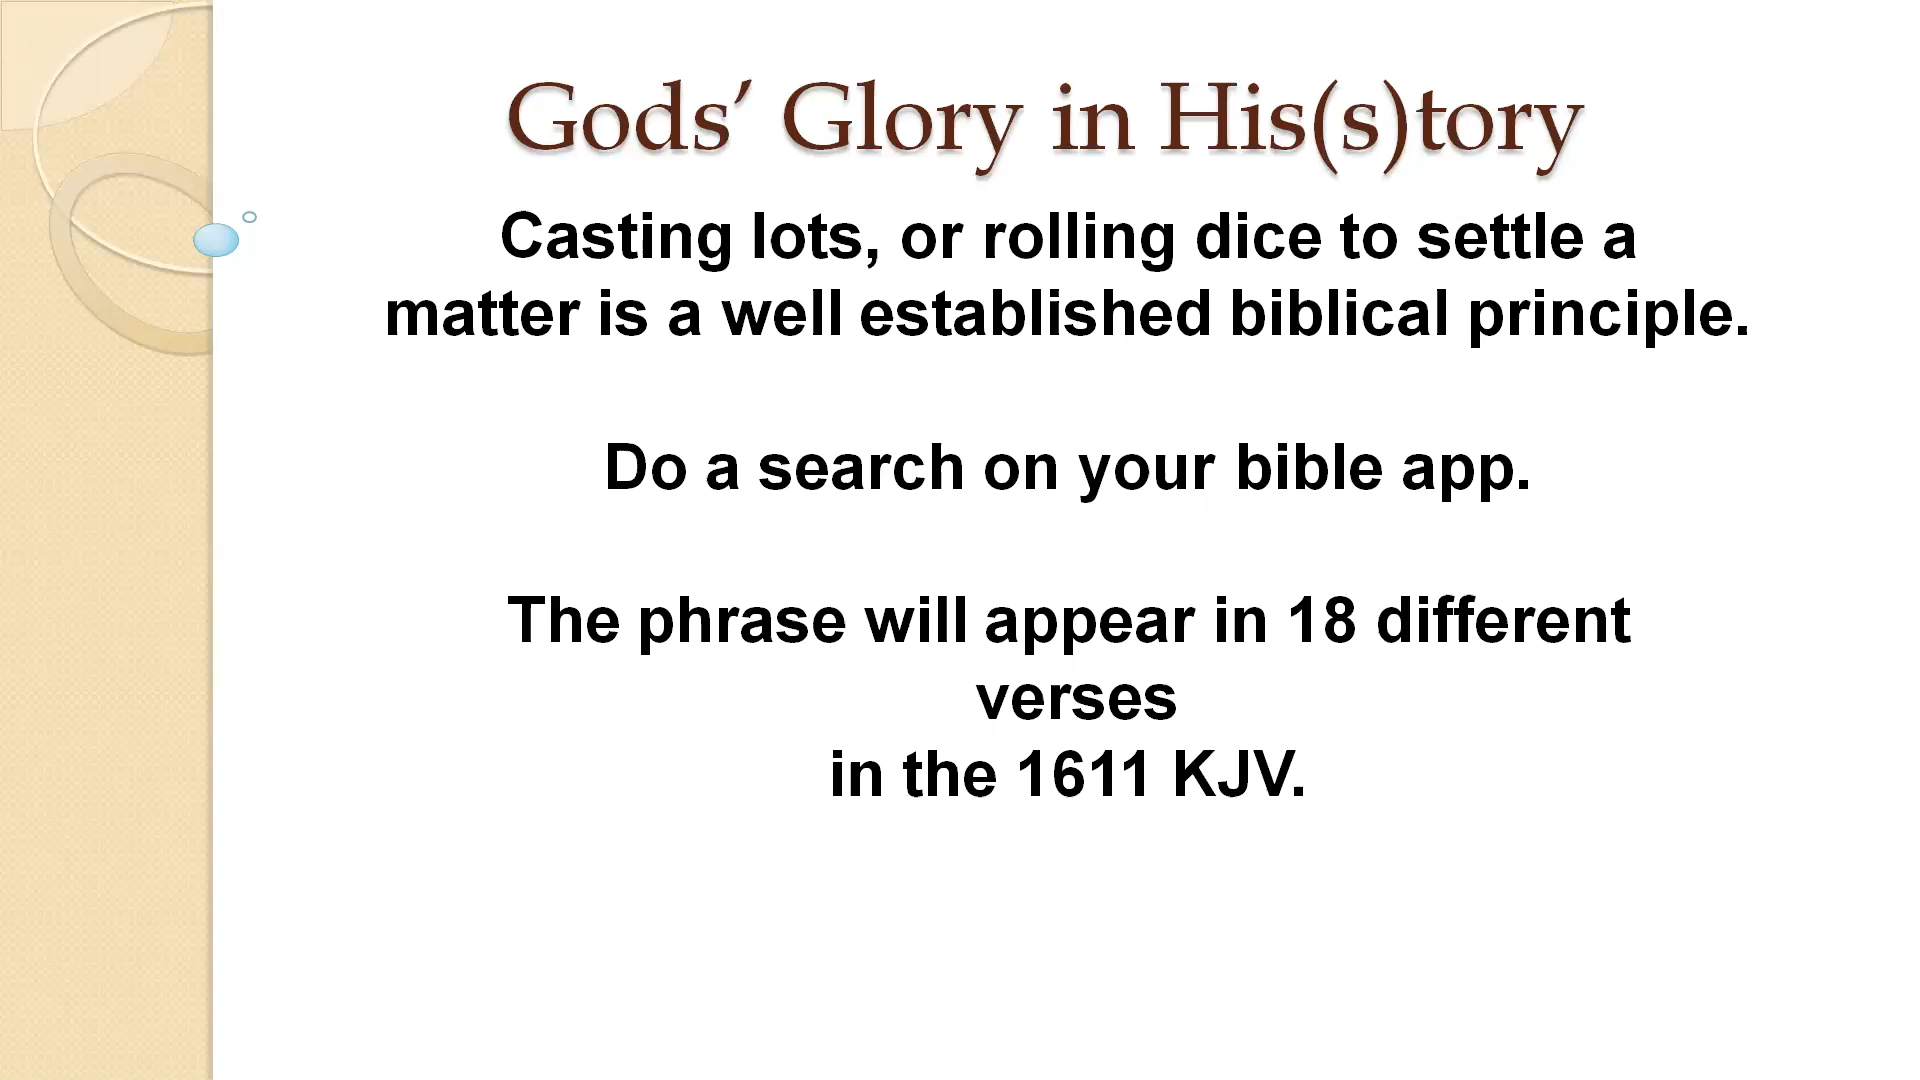 Gods’ Glory in His(s)tory
Casting lots, or rolling dice to settle a
matter is a well established biblical principle.
Do a search on your bible app.
The phrase will appear in 18 different
verses
in the 1611 KJV.